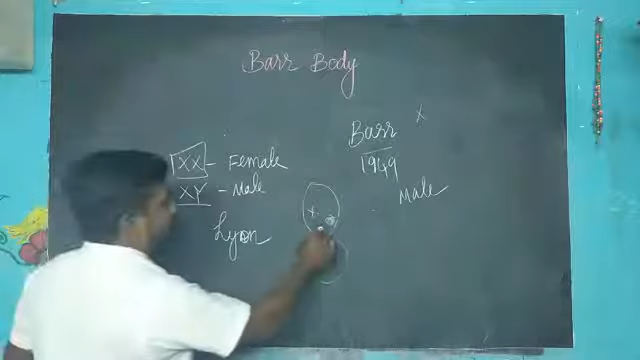 Barr Body
X
Barr
1949
XX - Female
XY - Male
Male
Lyon
X